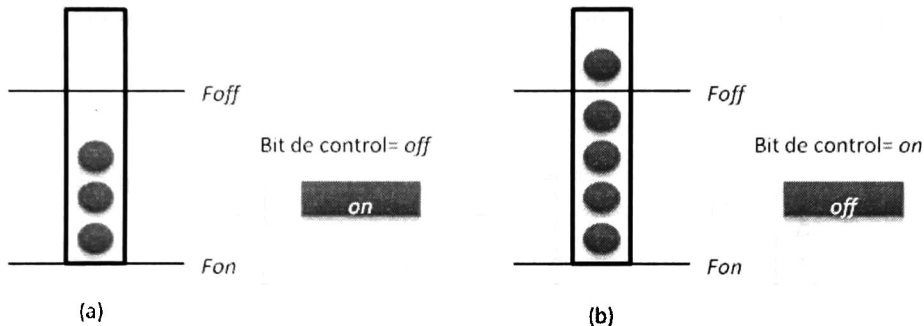 Foff
Bit de control= off
on
Fon
(a)
Foff
Bit de control= on
off
Fon
(b)